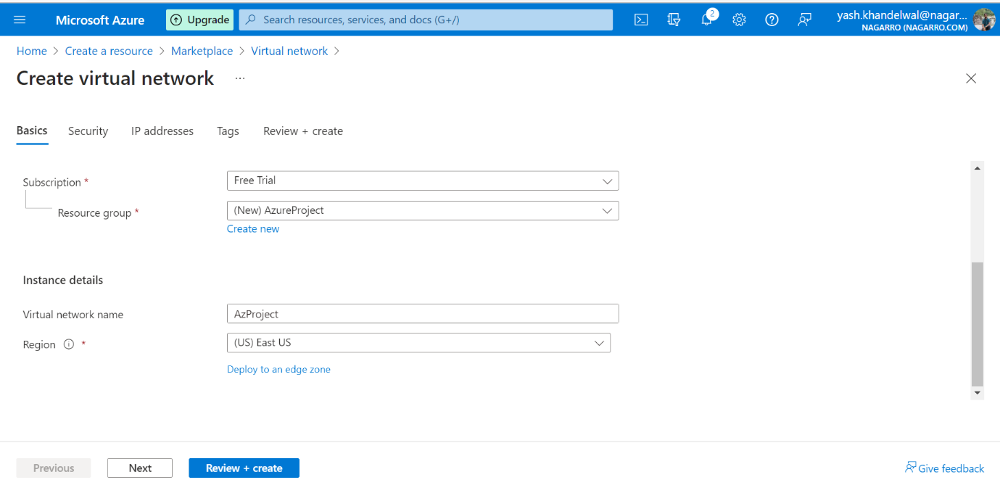 Microsoft Azure
Upgrade
Search resources, services, and docs (G+/)
2
yash.khandelwal@nagar...
NAGARRO (NAGARRO.COM)
Home > Create a resource > Marketplace > Virtual network >
Create virtual network ...
Basics Security IP addresses Tags Review + create
Subscription *
Free Trial
Resource group *
(New) AzureProject
Create new
Instance details
Virtual network name
AzProject
Region *
(US) East US
Deploy to an edge zone
Previous Next Review + create
Give feedback